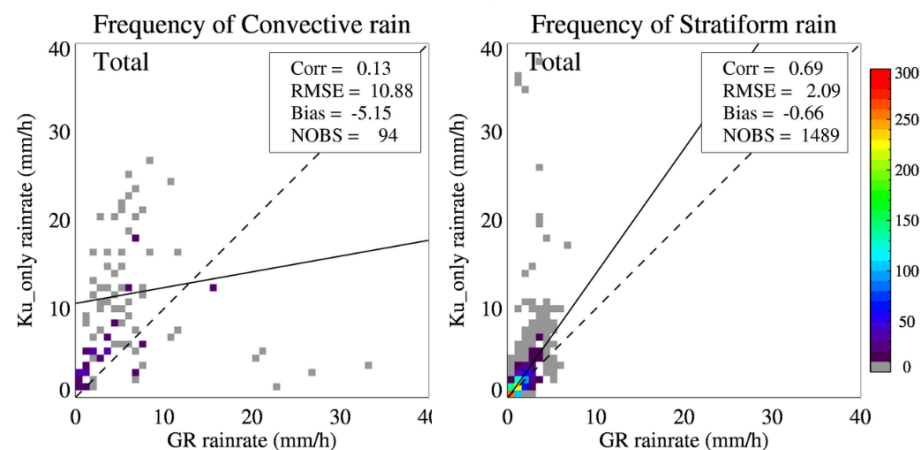 Frequency of Convective rain
Total
Corr = 0.13
RMSE = 10.88
Bias = -5.15
NOBS = 94
40
30
20
10
0
Ku_only rainrate (mm/h)
0 10 20 30 40
GR rainrate (mm/h)
Frequency of Stratiform rain
Total
Corr = 0.69
RMSE = 2.09
Bias = -0.66
NOBS = 1489
40
30
20
10
0
Ku_only rainrate (mm/h)
0 10 20 30 40
GR rainrate (mm/h)
300
250
200
150
100
50
0